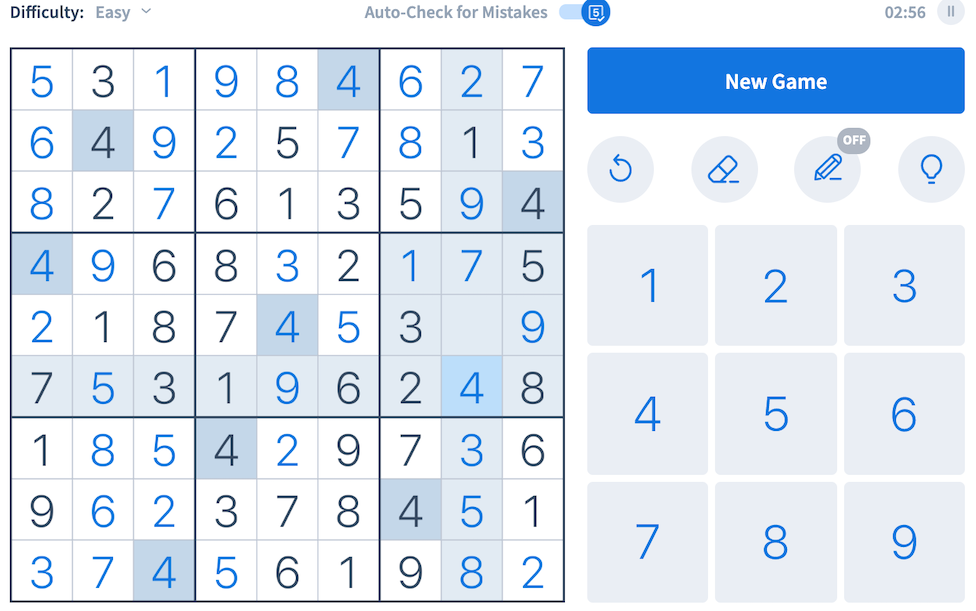 Difficulty: Easy Auto-Check for Mistakes 02:56
5 3 1 9 8 4 6 2 7
6 4 9 2 5 7 8 1 3
8 2 7 6 1 3 5 9 4
4 9 6 8 3 2 1 7 5
2 1 8 7 4 5 3 9
7 5 3 1 9 6 2 4 8
1 8 5 4 2 9 7 3 6
9 6 2 3 7 8 4 5 1
3 7 4 5 6 1 9 8 2
New Game
OFF
1 2 3
4 5 6
7 8 9